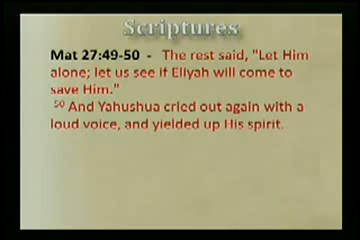 Scriptures
Mat 27:49-50 - The rest said, "Let Him
alone; let us see if Eliyah will come to
save Him."
50 And Yahushua cried out again with a
loud voice, and yielded up His spirit.